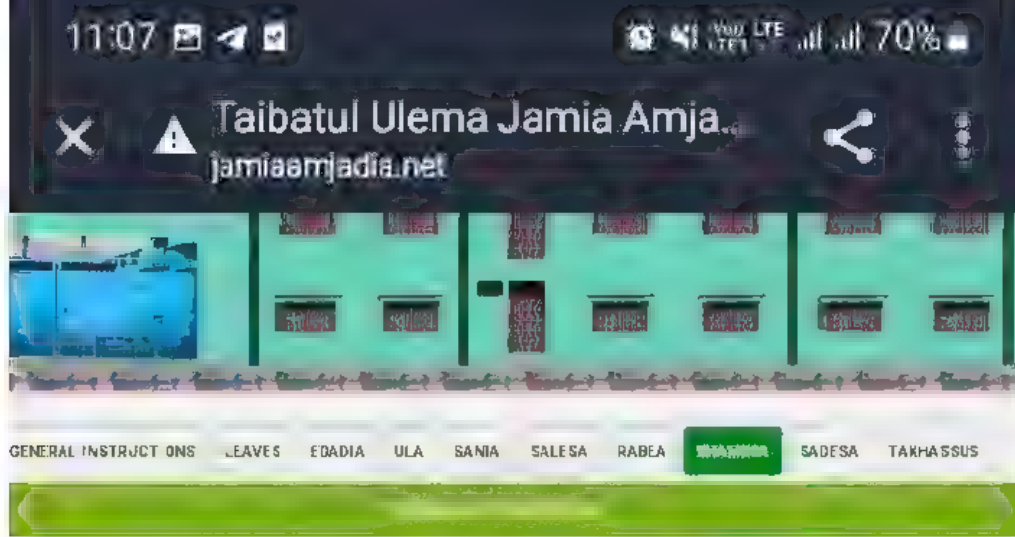 11:07 70%
Taibatul Ulema Jamia Amja..
jamiaamjadia.net
GENERAL INSTRUCTIONS LEAVES EDADIA ULA SANIA SALESA RABEA SADESA TAKHASSUS